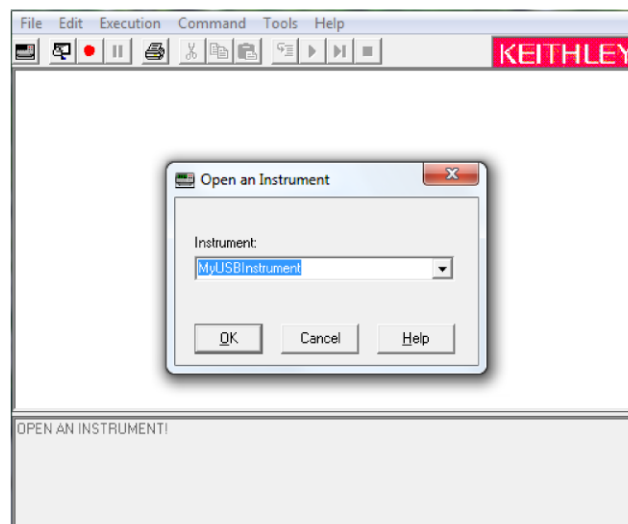 File Edit Execution Command Tools Help
KEITHLEY
Open an Instrument
Instrument:
MyUSBInstrument
OK Cancel Help
OPEN AN INSTRUMENT!